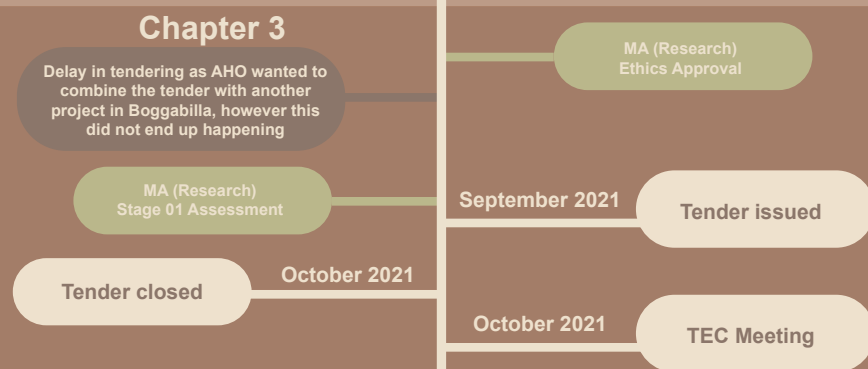 Chapter 3
Delay in tendering as AHO wanted to
combine the tender with another
project in Boggabilla, however this
did not end up happening
MA (Research)
Ethics Approval
MA (Research)
Stage 01 Assessment
September 2021
Tender issued
October 2021
Tender closed
October 2021
TEC Meeting